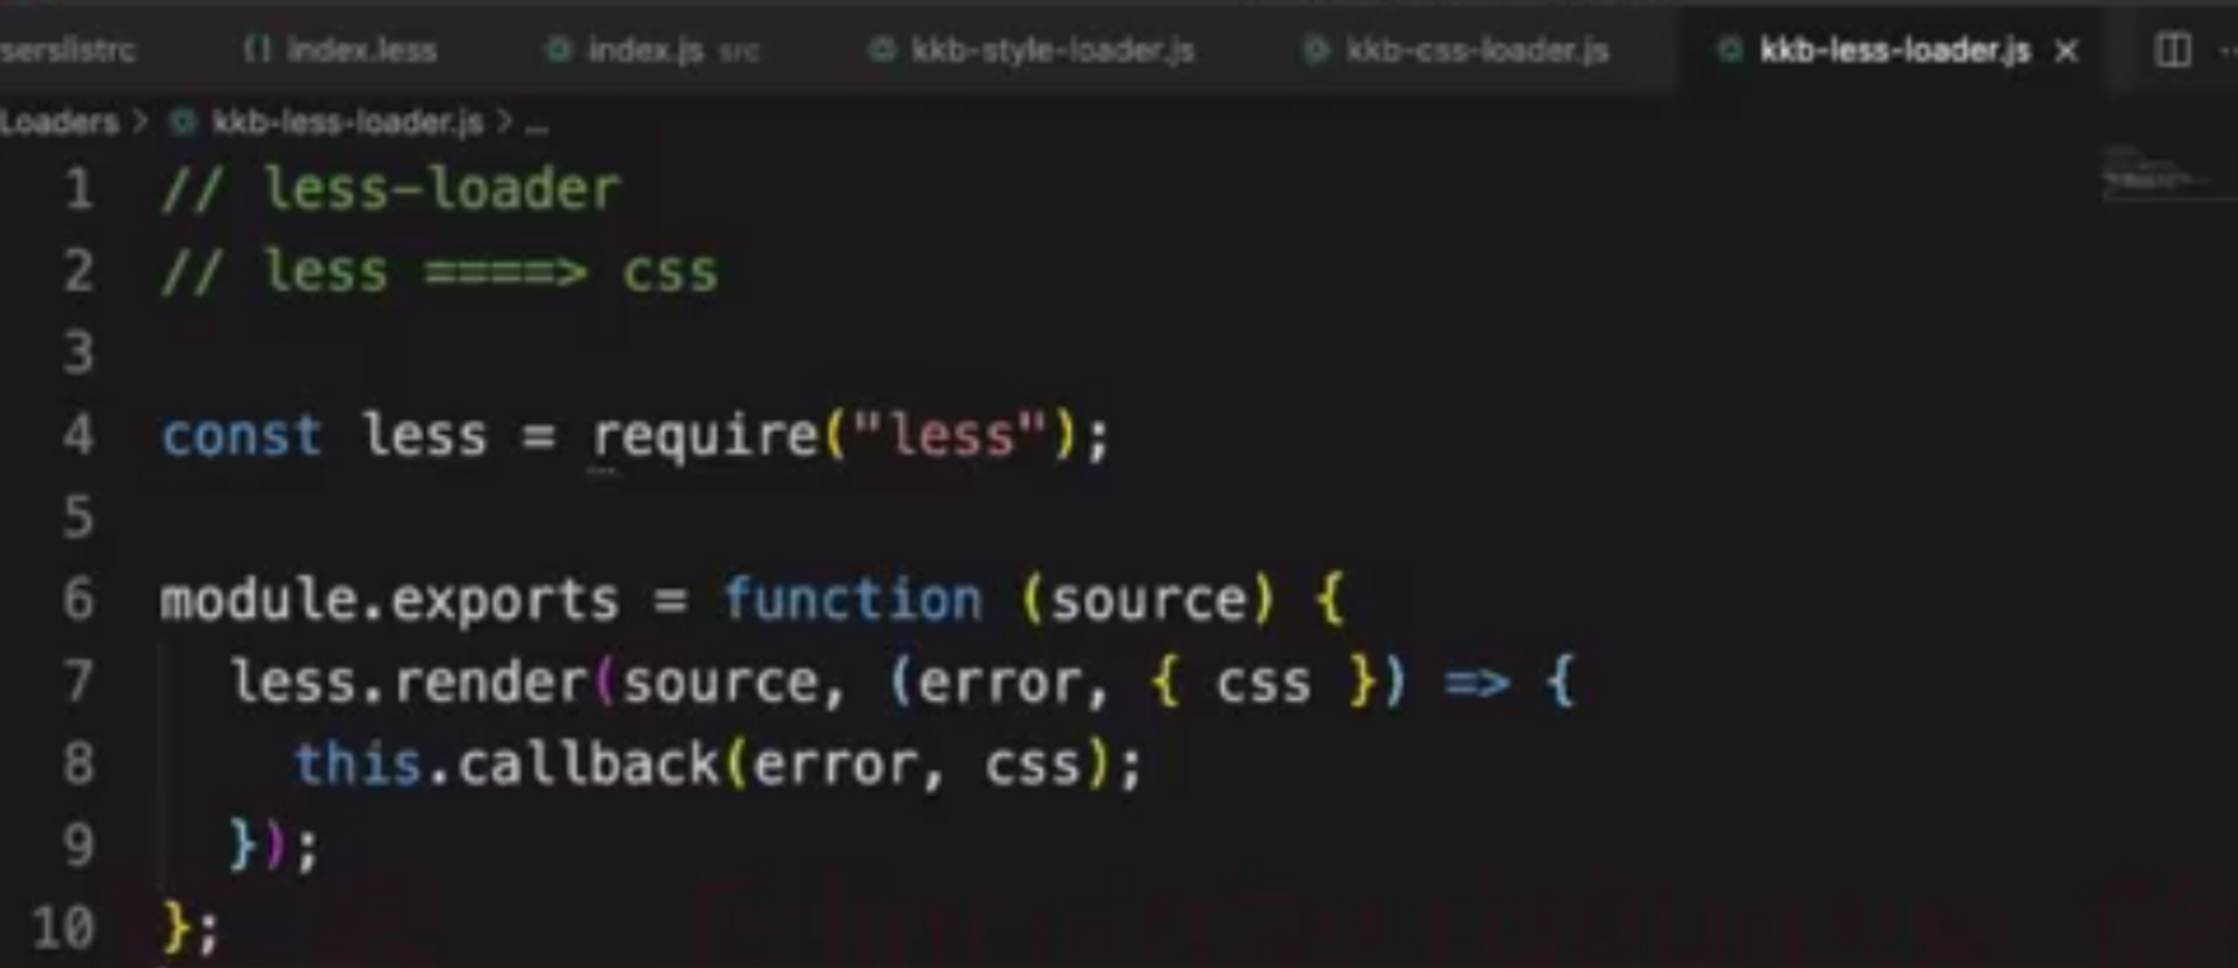 serslistrc {} index.less index.js src kkb-style-loader.js kkb-css-loader.js kkb-less-loader.js
Loaders > kkb-less-loader.js > ...
1 // less-loader
2 // less ====> css
3
4 const less = require("less");
5
6 module.exports = function (source) {
7 less.render(source, (error, { css }) => {
8 this.callback(error, css);
9 });
10 };